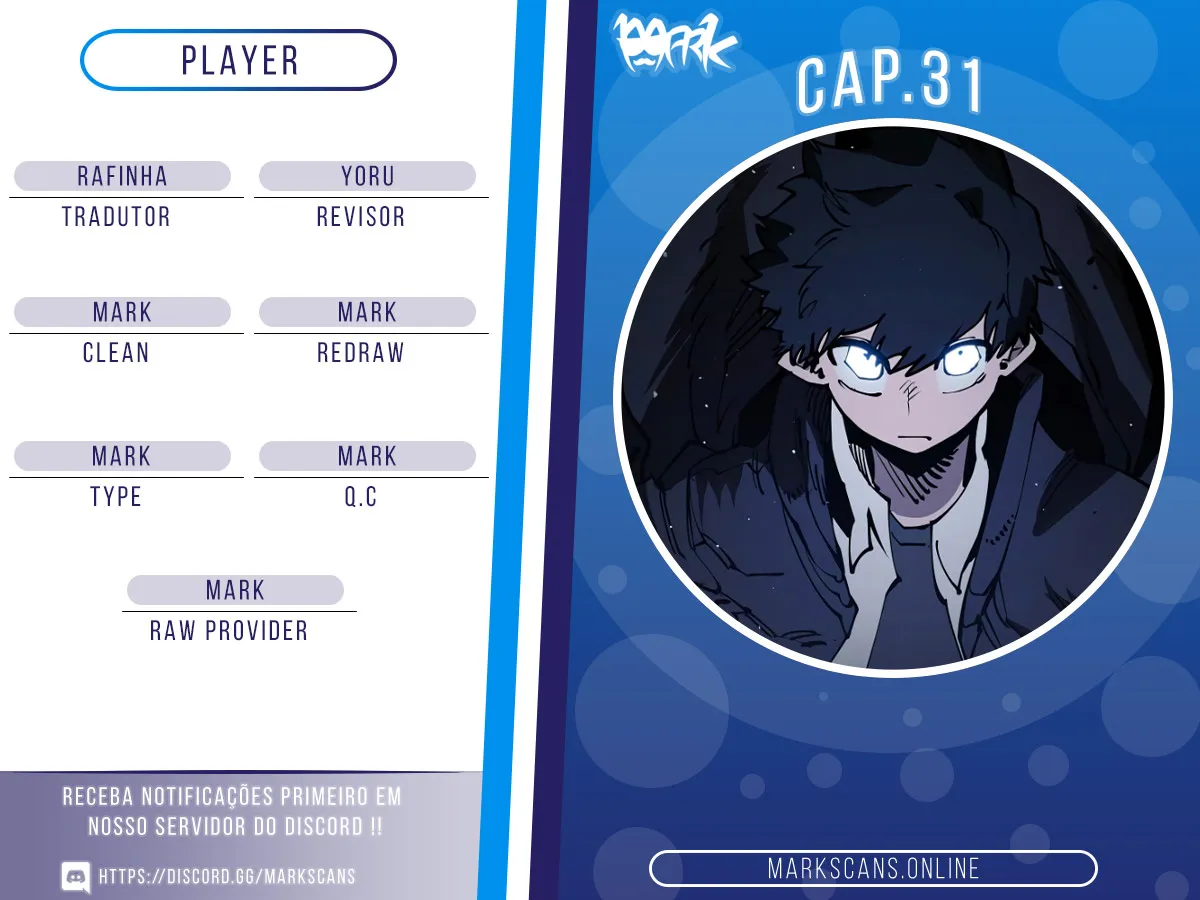 PLAYER
RAFINHA
TRADUTOR
YORU
REVISOR
MARK
CLEAN
MARK
REDRAW
MARK
TYPE
MARK
Q.C
MARK
RAW PROVIDER
RECEBA NOTIFICAÇÕES PRIMEIRO EM
NOSSO SERVIDOR DO DISCORD !!
HTTPS://DISCORD.GG/MARKSCANS
MARK
CAP.31
MARKSCANS.ONLINE